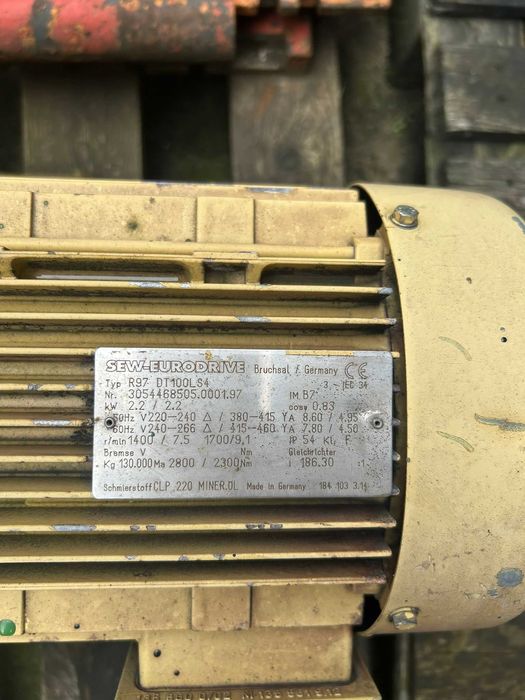 SEW-EURODRIVE Bruchsal / Germany CE
Typ R97 DT100LS4 3 ~ IEC 34
Nr. 3054468505.0001.97 IM B7
kW 2.2 / 2.2 cosφ 0.83
50Hz V220-240 Δ / 380-415 Y A 8.60 / 4.95
60Hz V240-266 Δ / 415-460 Y A 7.80 / 4.50
r/min 1400 / 7.5 1700/9,1 IP 54 Kl. F
Bremse V Nm Gleichrichter
Kg 130.000 Ma 2800 / 2300 Nm i 186.30 :1
Schmierstoff CLP 220 MINER.ÖL Made in Germany 184 103 3.14